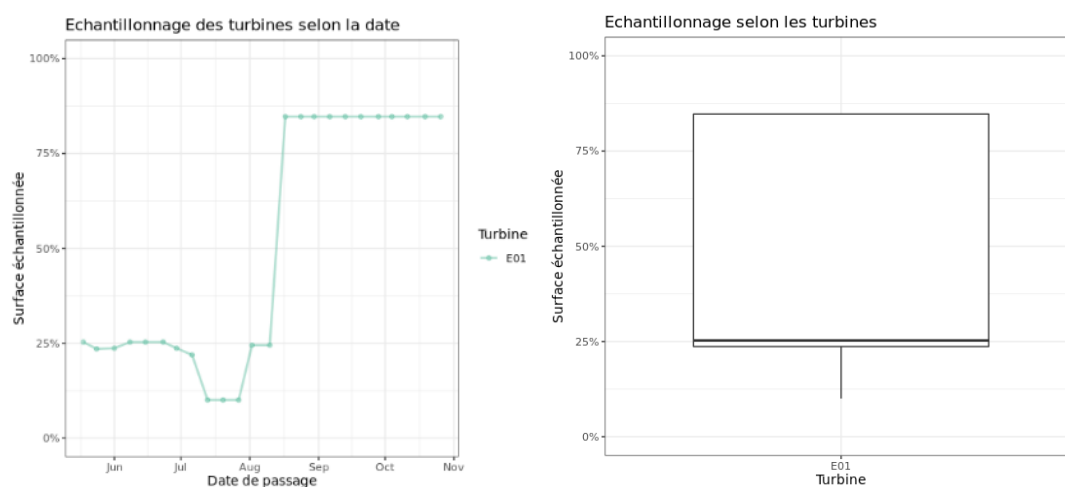 Echantillonnage des turbines selon la date
100%
75%
50%
25%
0%
Surface échantillonnée
Jun
Jul
Aug
Sep
Oct
Nov
Date de passage
Turbine
E01
Echantillonnage selon les turbines
100%
75%
50%
25%
0%
Surface échantillonnée
E01
Turbine